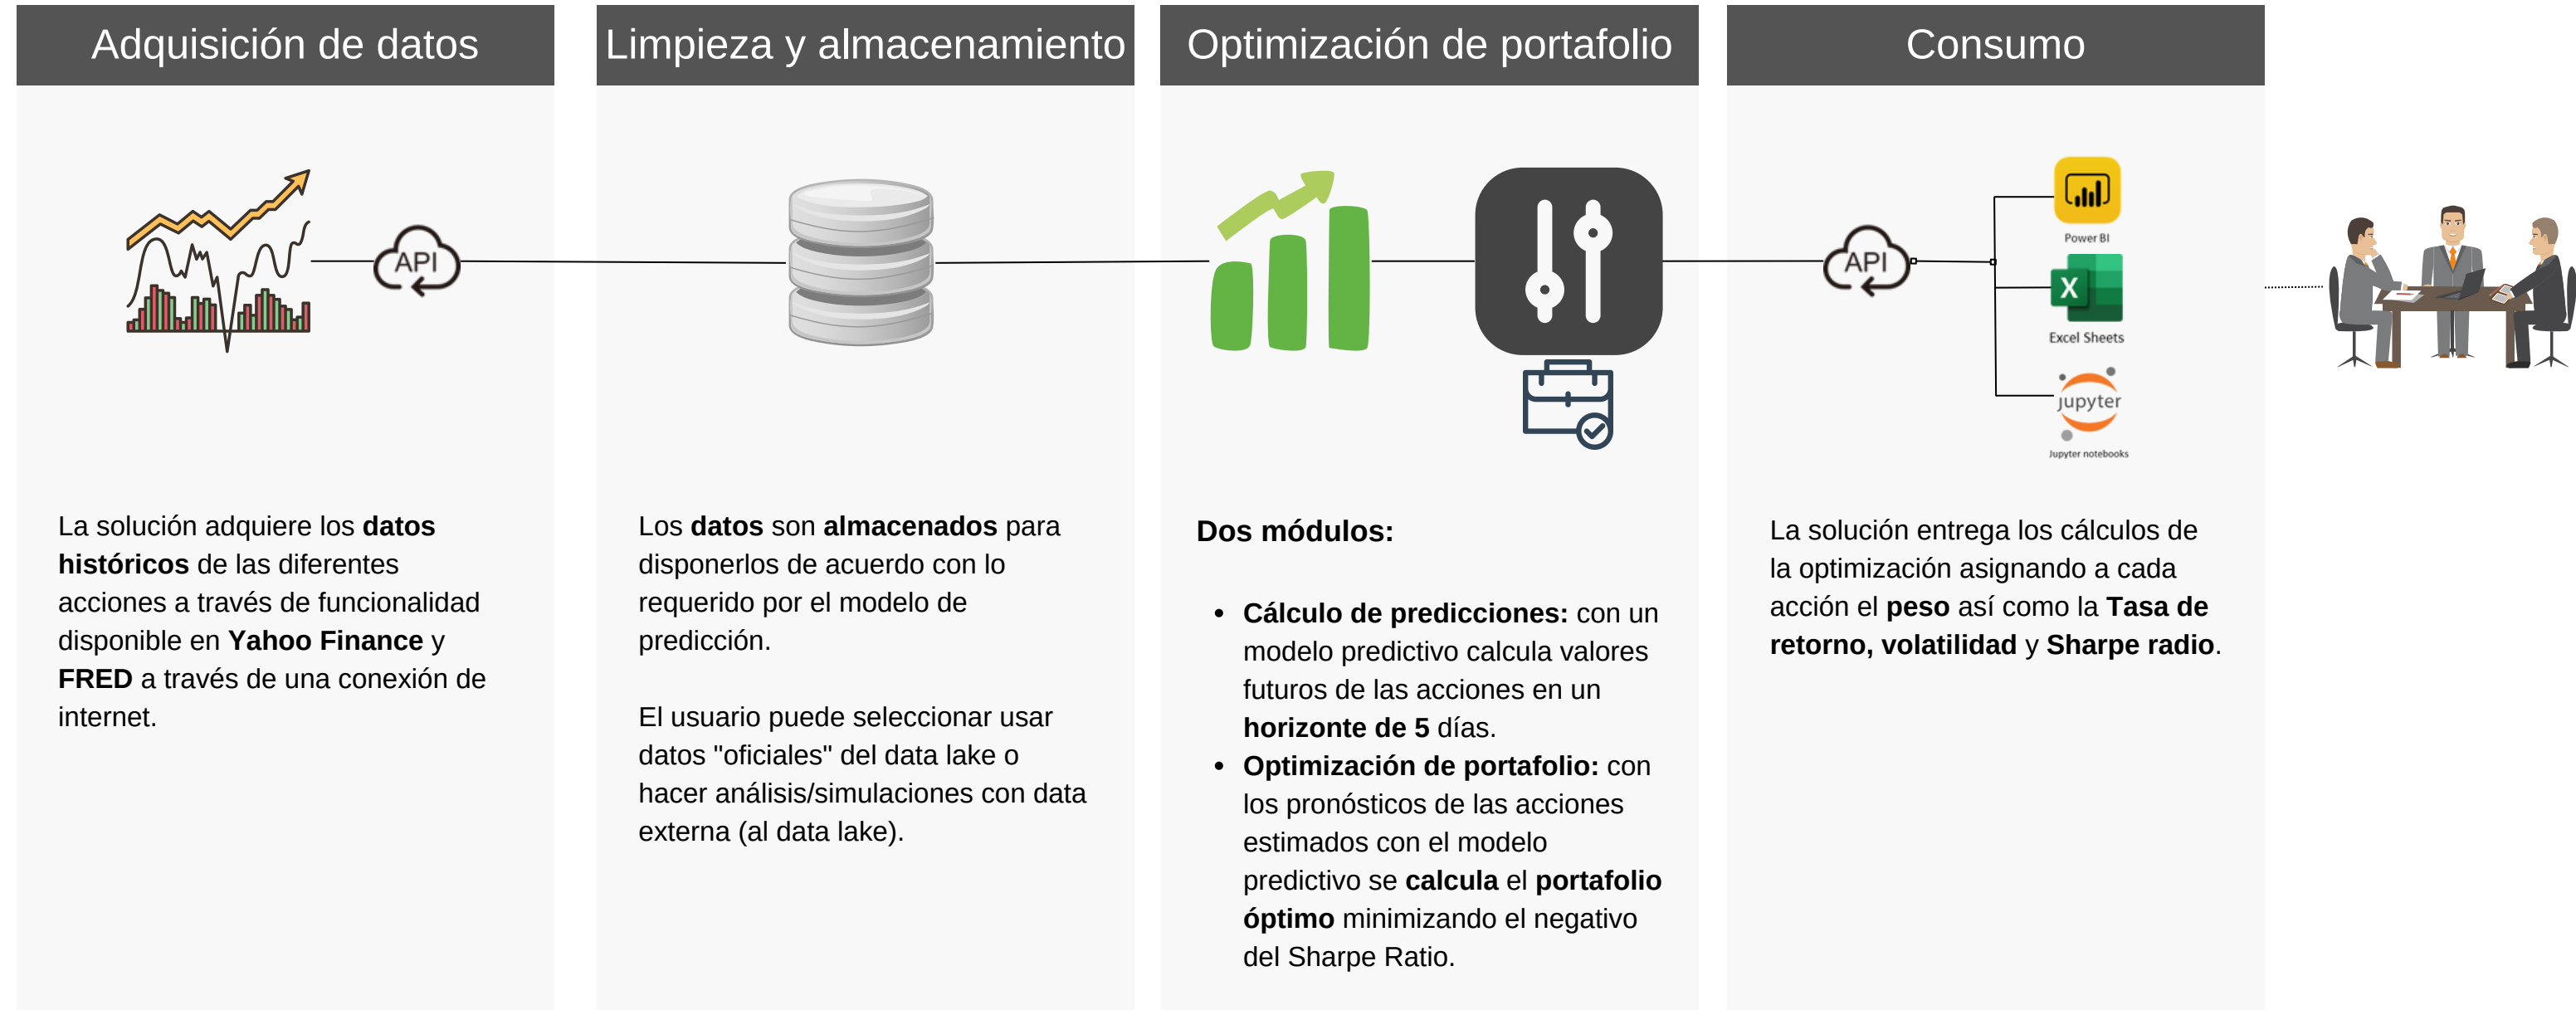 Adquisición de datos
Limpieza y almacenamiento
Optimización de portafolio
Consumo
API
API
Power BI
X
Excel Sheets
jupyter
Jupyter notebooks
La solución adquiere los datos
históricos de las diferentes
acciones a través de funcionalidad
disponible en Yahoo Finance y
FRED a través de una conexión de
internet.
Los datos son almacenados para
disponerlos de acuerdo con lo
requerido por el modelo de
predicción.
El usuario puede seleccionar usar
datos "oficiales" del data lake o
hacer análisis/simulaciones con data
externa (al data lake).
Dos módulos:
• Cálculo de predicciones: con un
modelo predictivo calcula valores
futuros de las acciones en un
horizonte de 5 días.
• Optimización de portafolio: con
los pronósticos de las acciones
estimados con el modelo
predictivo se calcula el portafolio
óptimo minimizando el negativo
del Sharpe Ratio.
La solución entrega los cálculos de
la optimización asignando a cada
acción el peso así como la Tasa de
retorno, volatilidad y Sharpe radio.